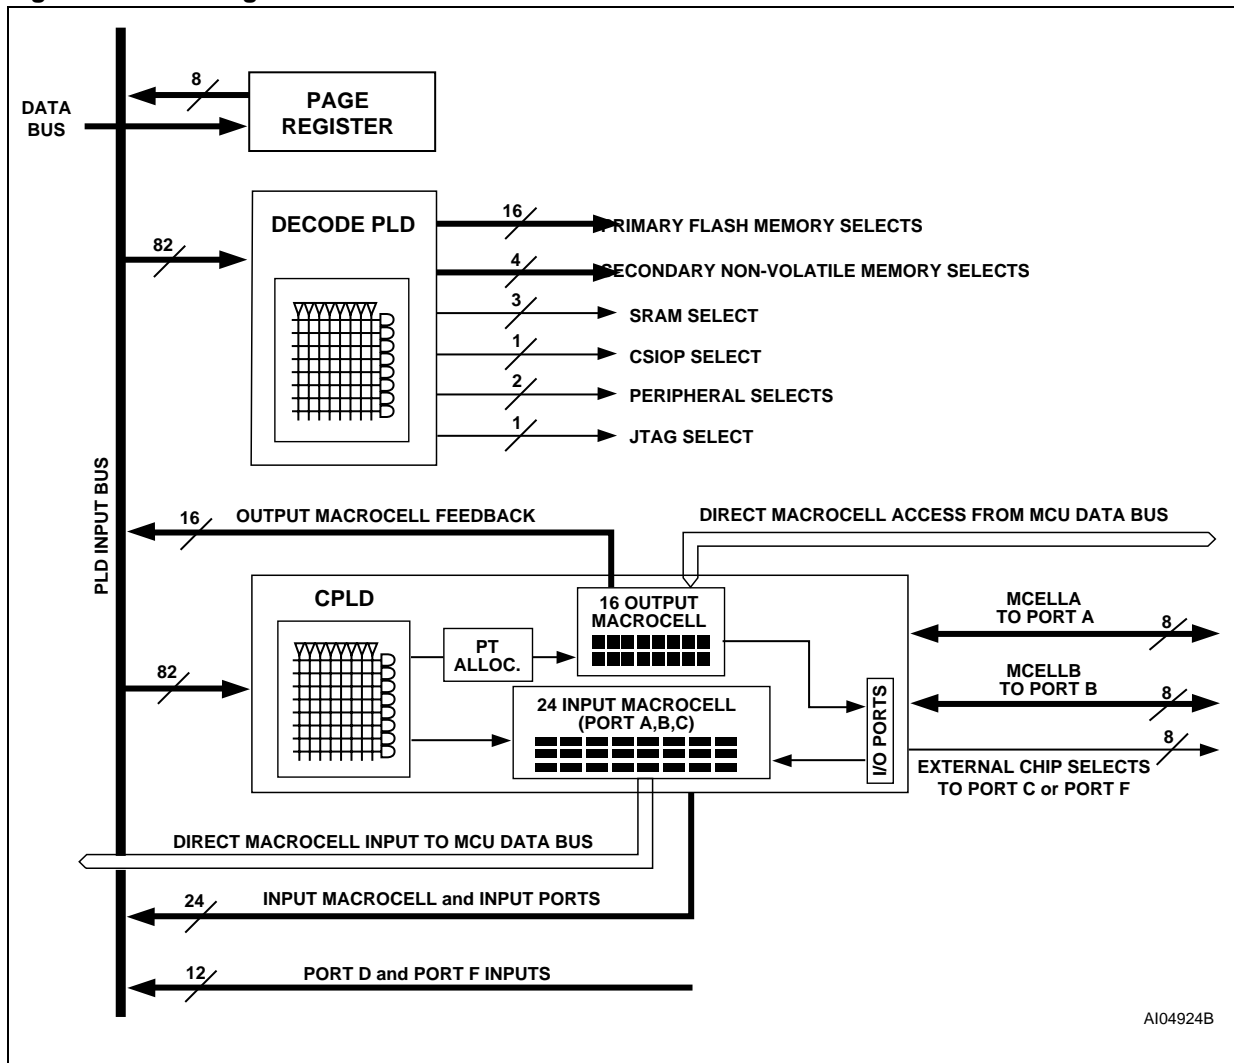 8
PAGE
REGISTER
DATA
BUS
DECODE PLD
82
16
PRIMARY FLASH MEMORY SELECTS
4
SECONDARY NON-VOLATILE MEMORY SELECTS
3
SRAM SELECT
1
CSIOP SELECT
2
PERIPHERAL SELECTS
1
JTAG SELECT
PLD INPUT BUS
16
OUTPUT MACROCELL FEEDBACK
DIRECT MACROCELL ACCESS FROM MCU DATA BUS
CPLD
82
PT
ALLOC.
16 OUTPUT
MACROCELL
24 INPUT MACROCELL
(PORT A,B,C)
I/O PORTS
MCELLA
TO PORT A
8
MCELLB
TO PORT B
8
8
EXTERNAL CHIP SELECTS
TO PORT C or PORT F
DIRECT MACROCELL INPUT TO MCU DATA BUS
24
INPUT MACROCELL and INPUT PORTS
12
PORT D and PORT F INPUTS
AI04924B